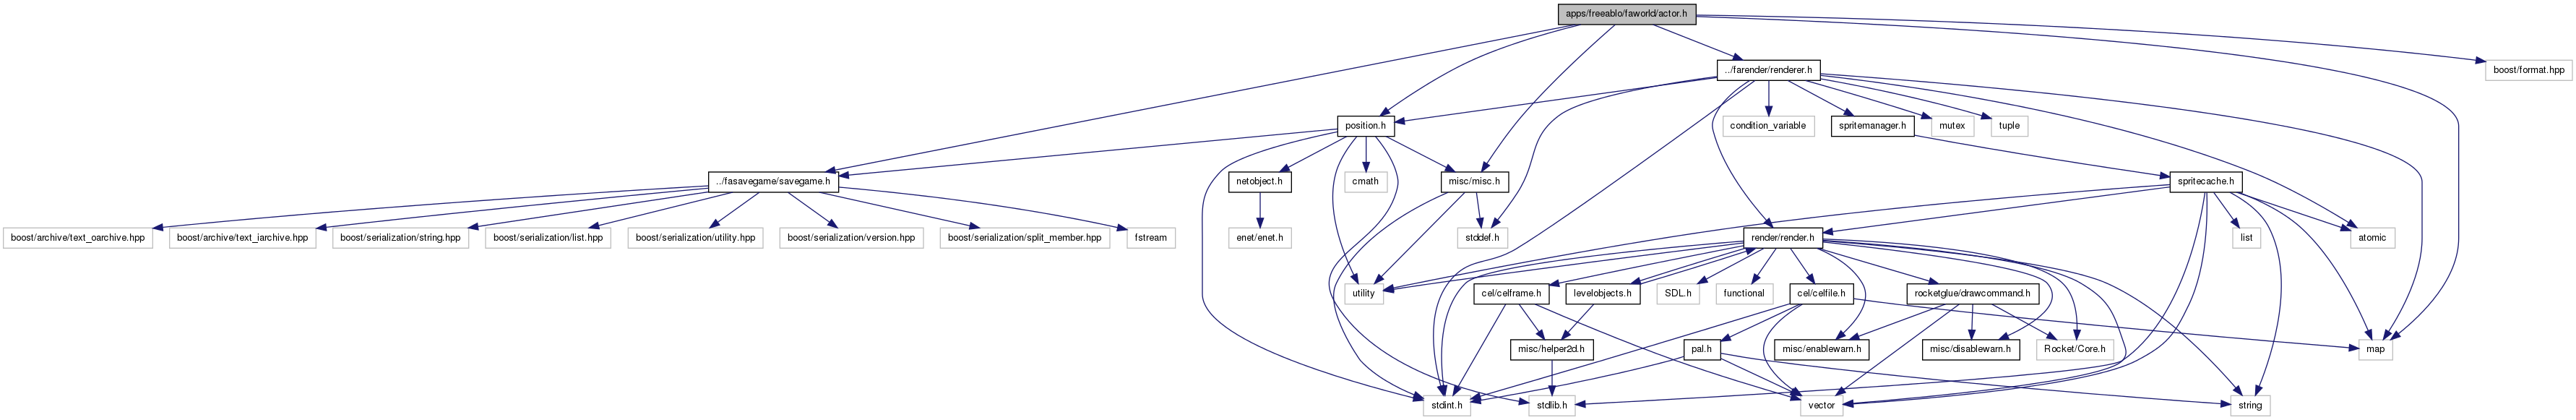 apps/freeablo/faworld/actor.h
../farender/renderer.h
boost/format.hpp
position.h
condition_variable
spritemanager.h
mutex
tuple
../fasavegame/savegame.h
netobject.h
cmath
misc/misc.h
spritecache.h
boost/archive/text_oarchive.hpp
boost/archive/text_iarchive.hpp
boost/serialization/string.hpp
boost/serialization/list.hpp
boost/serialization/utility.hpp
boost/serialization/version.hpp
boost/serialization/split_member.hpp
fstream
enet/enet.h
stddef.h
render/render.h
list
atomic
utility
cel/celframe.h
levelobjects.h
SDL.h
functional
cel/celfile.h
rocketglue/drawcommand.h
misc/helper2d.h
pal.h
misc/enablewarn.h
misc/disablewarn.h
Rocket/Core.h
map
stdint.h
stdlib.h
vector
string